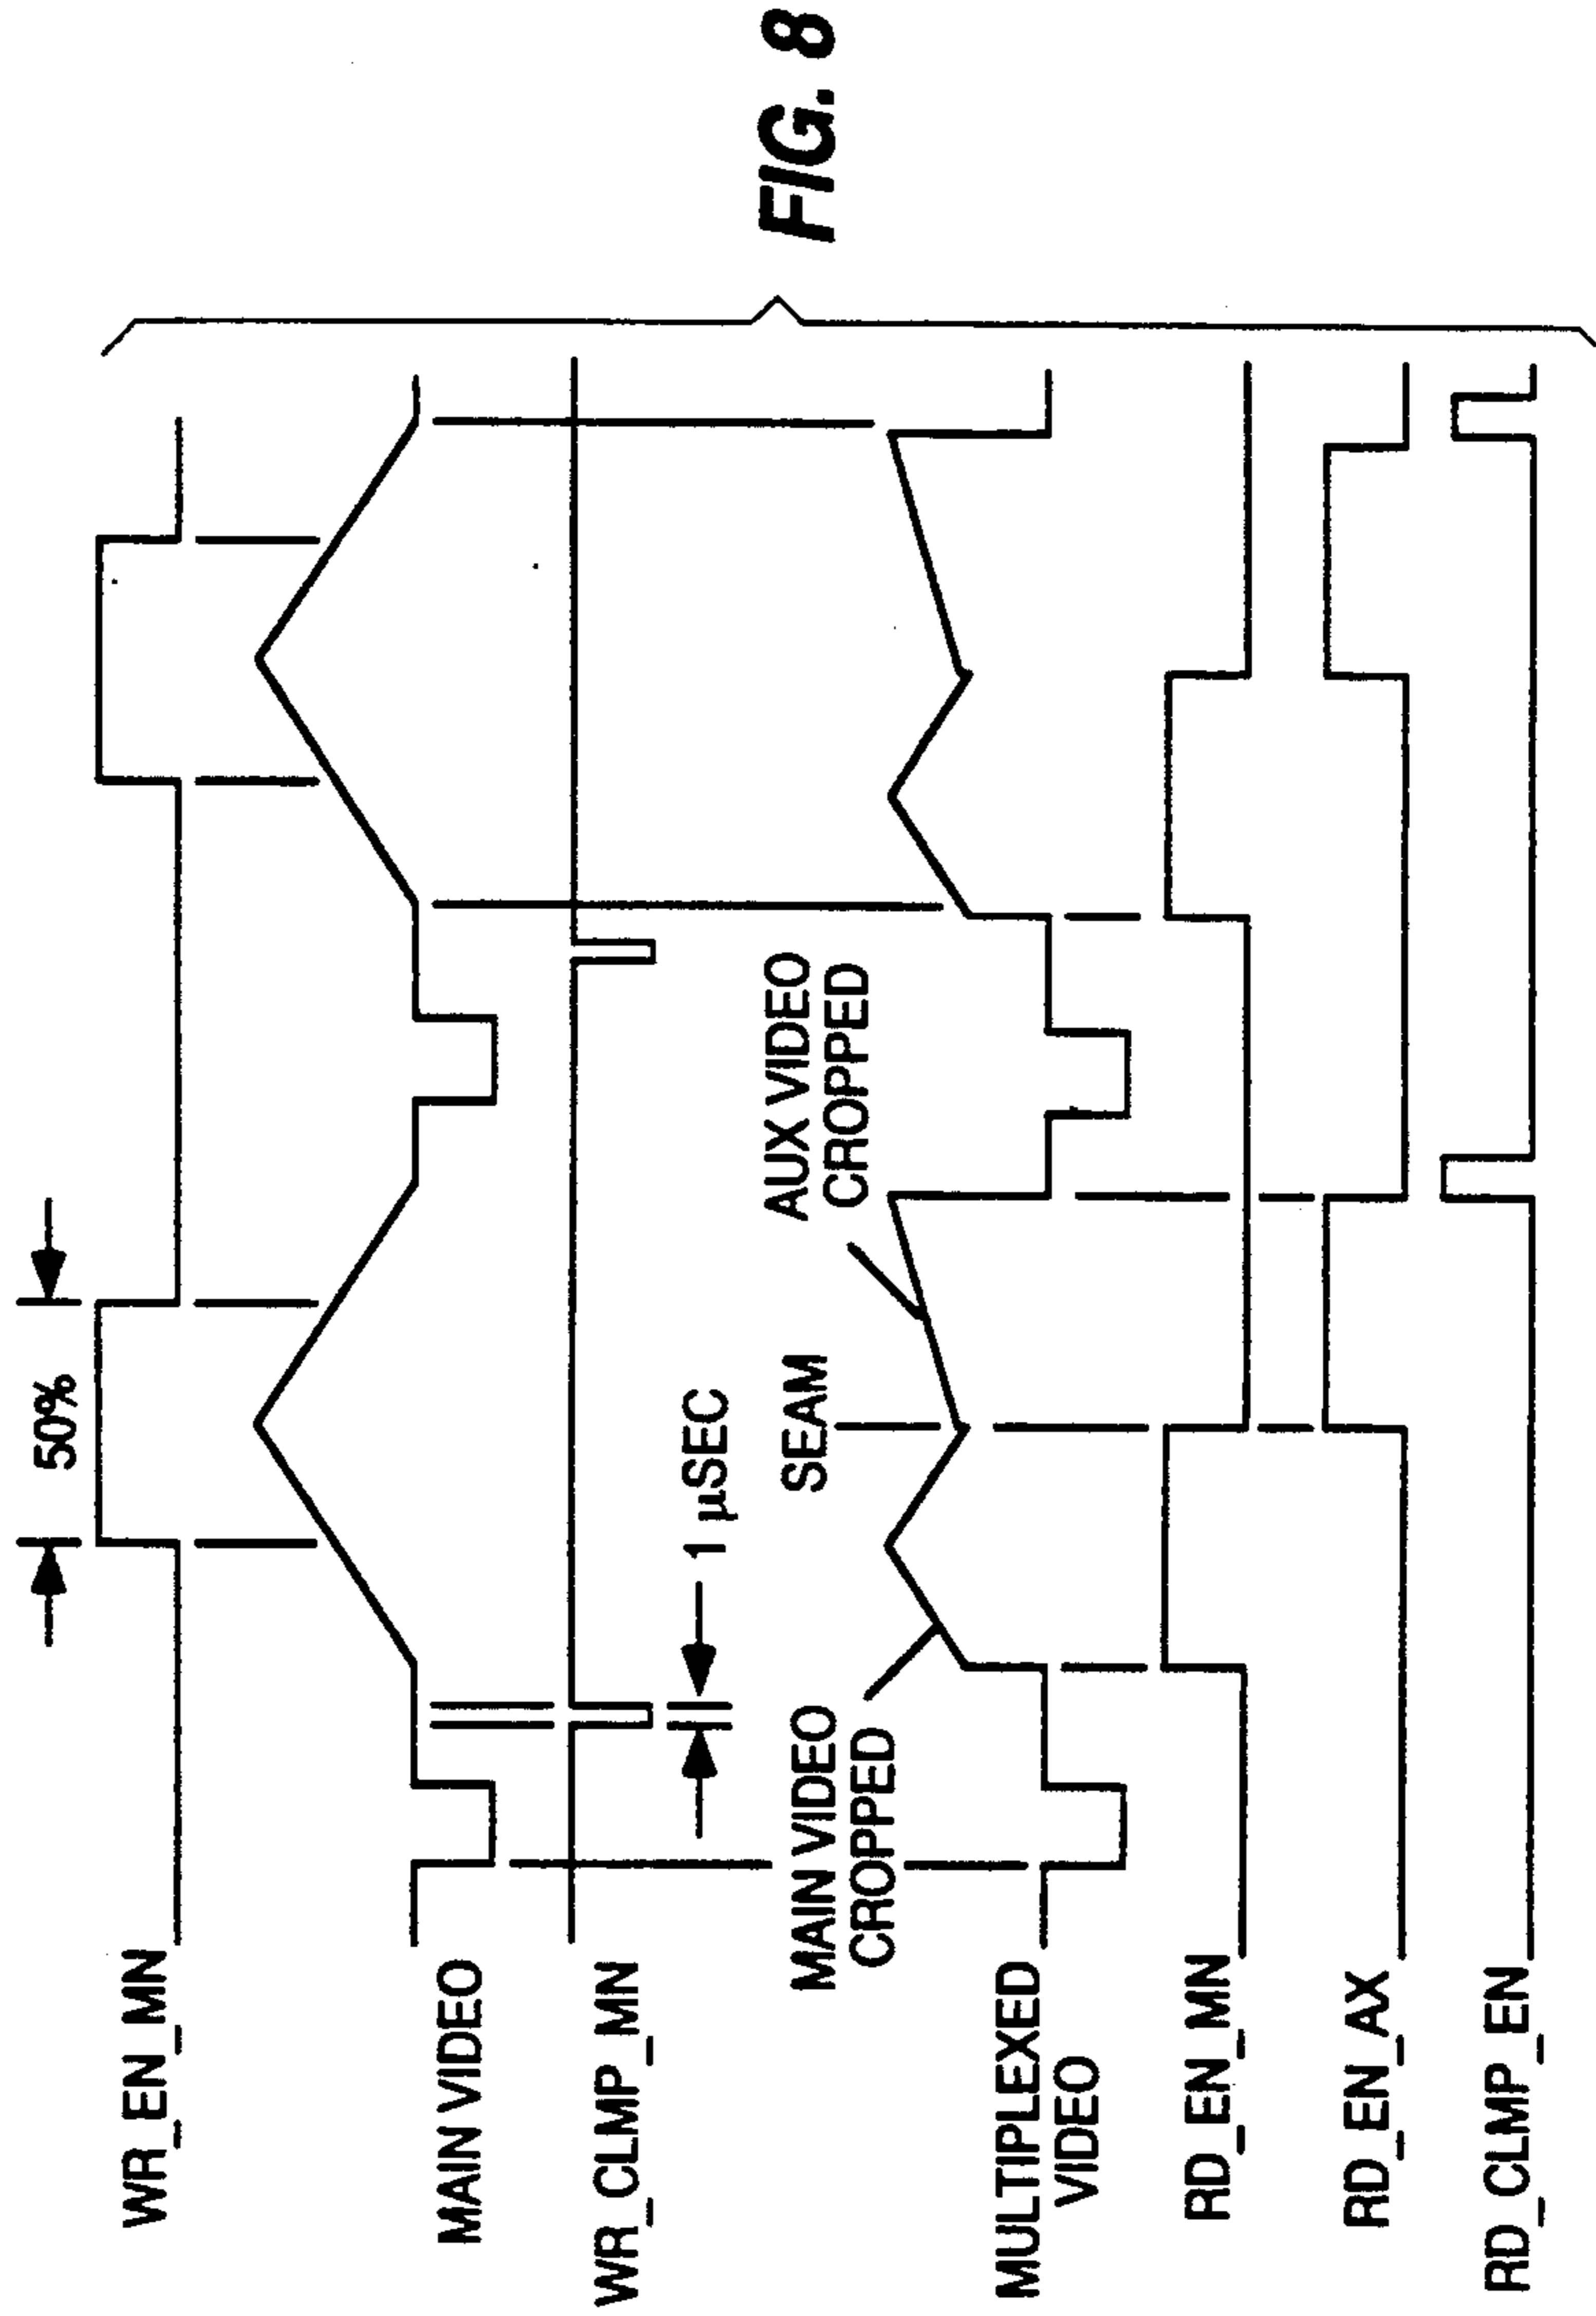 50%
WR_EN_MN
MAIN VIDEO
WR_CLMP_MN
1 µSEC
MAIN VIDEO
CROPPED
SEAM
AUX VIDEO
CROPPED
MULTIPLEXED
VIDEO
RD_EN_MN
RD_EN_AX
RD_CLMP_EN
FIG. 8